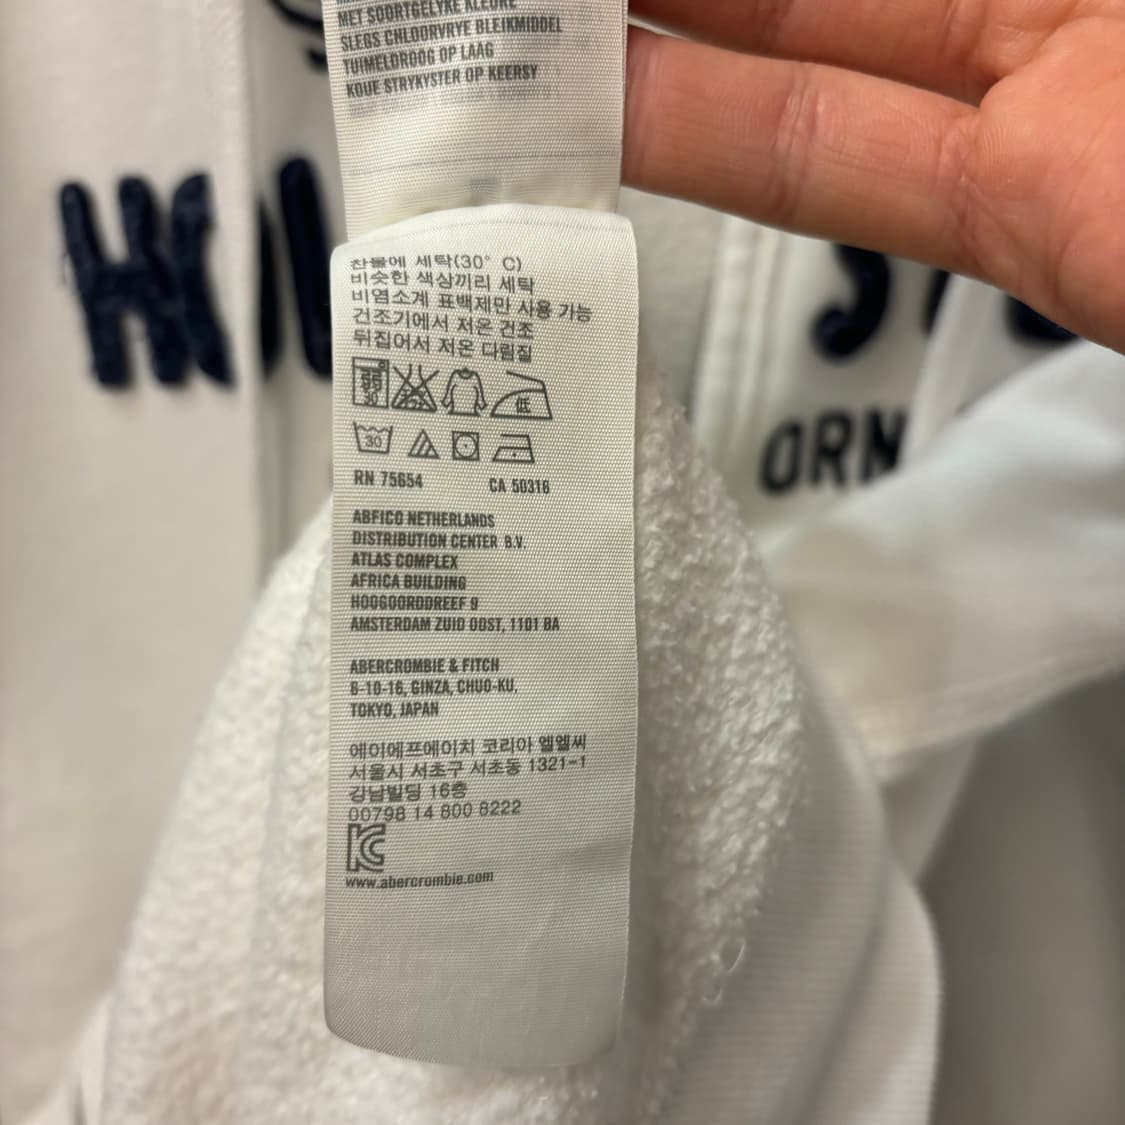 MET SOORTGELYKE KLEURE
SLEGS CHLOORVRYE BLEIKMIDDEL
TUIMELDROOG OP LAAG
KOUE STRYKYSTER OP KEERSY
찬물에 세탁(30° C)
비슷한 색상끼리 세탁
비염소계 표백제만 사용 가능
건조기에서 저온 건조
뒤집어서 저온 다림질
30 低
30
RN 75654 CA 50316
ABFICO NETHERLANDS
DISTRIBUTION CENTER B.V.
ATLAS COMPLEX
AFRICA BUILDING
HOOGOORDDREEF 9
AMSTERDAM ZUID OOST, 1101 BA
ABERCROMBIE & FITCH
6-10-16, GINZA, CHUO-KU,
TOKYO, JAPAN
에이에프에이치 코리아 엘엘씨
서울시 서초구 서초동 1321-1
강남빌딩 16층
00798 14 800 8222
KC
www.abercrombie.com